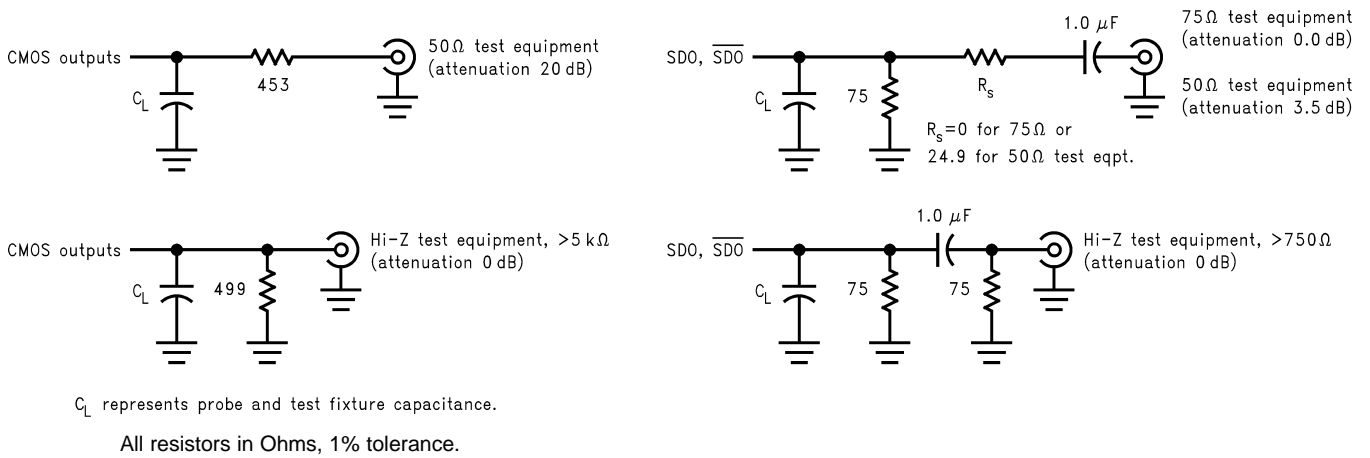 CMOS outputs
C_L
453
50Ω test equipment
(attenuation 20 dB)
SDO, S̅D̅O̅
C_L
75
R_s
1.0 μF
75Ω test equipment
(attenuation 0.0 dB)
50Ω test equipment
(attenuation 3.5 dB)
R_s=0 for 75Ω or
24.9 for 50Ω test eqpt.
CMOS outputs
C_L
499
Hi-Z test equipment, >5 kΩ
(attenuation 0 dB)
SDO, S̅D̅O̅
C_L
75
1.0 μF
75
Hi-Z test equipment, >750Ω
(attenuation 0 dB)
C_L represents probe and test fixture capacitance.
All resistors in Ohms, 1% tolerance.